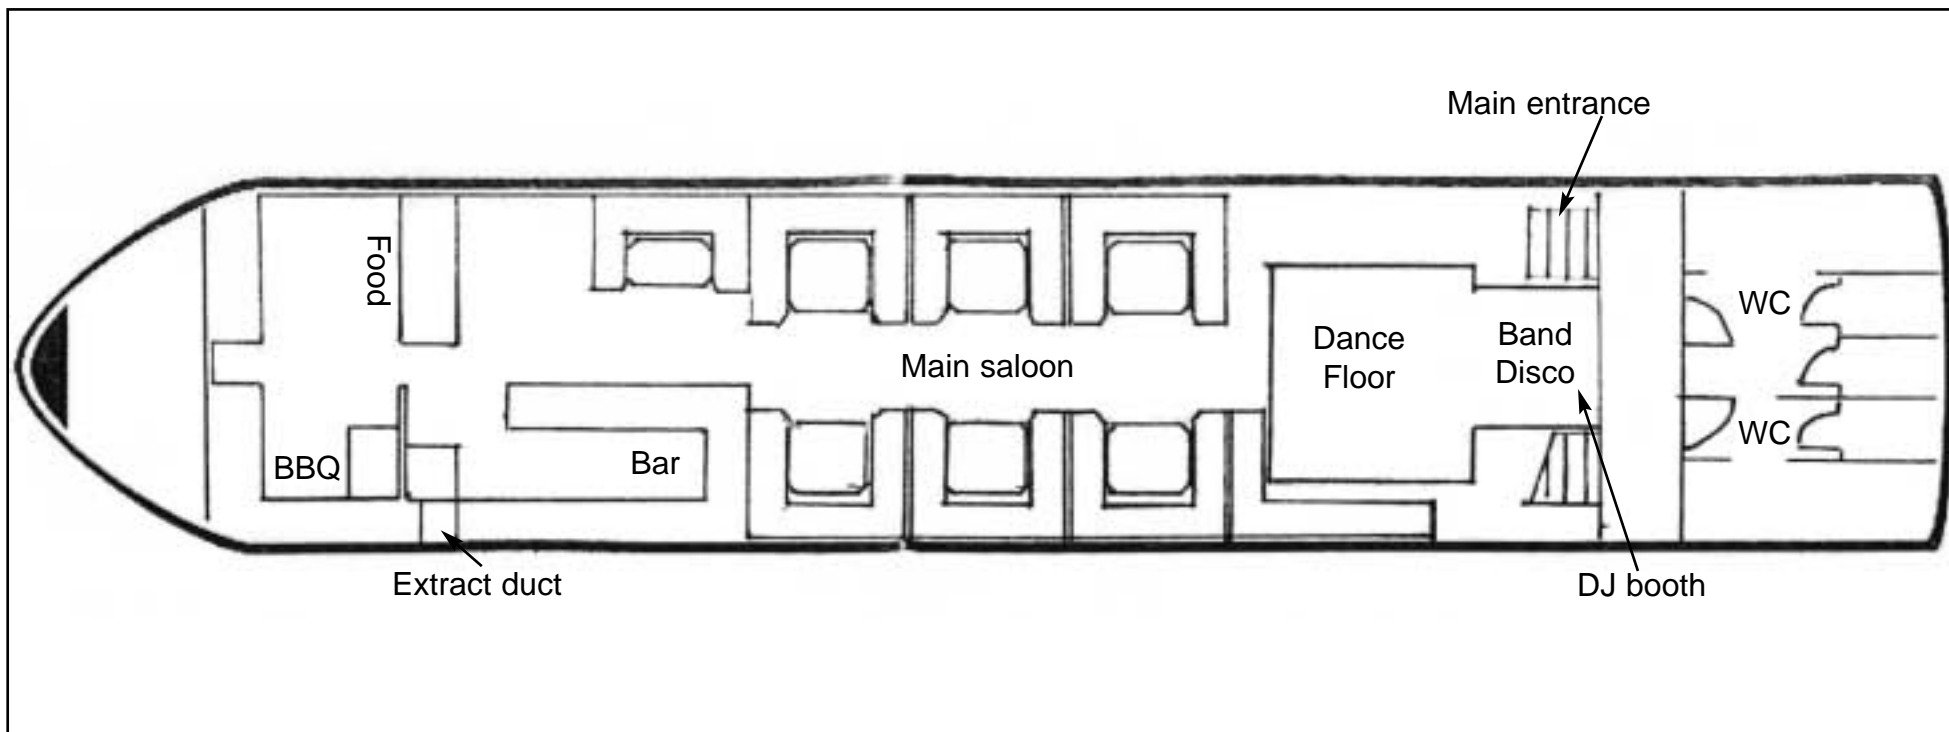 Main entrance
Food
Main saloon
Dance
Floor
Band
Disco
WC
WC
BBQ
Bar
Extract duct
DJ booth